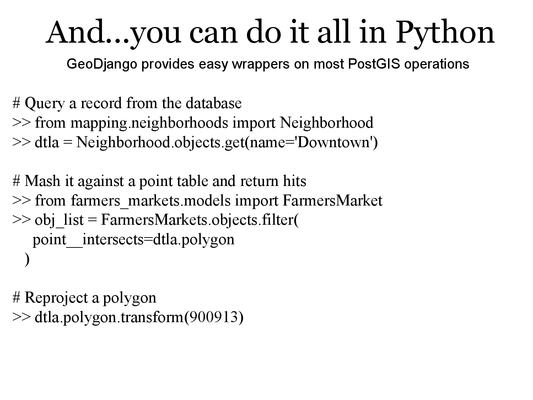 And...you can do it all in Python
GeoDjango provides easy wrappers on most PostGIS operations
# Query a record from the database
>> from mapping.neighborhoods import Neighborhood
>> dtla = Neighborhood.objects.get(name='Downtown')
# Mash it against a point table and return hits
>> from farmers_markets.models import FarmersMarket
>> obj_list = FarmersMarkets.objects.filter(
point__intersects=dtla.polygon
)
# Reproject a polygon
>> dtla.polygon.transform(900913)